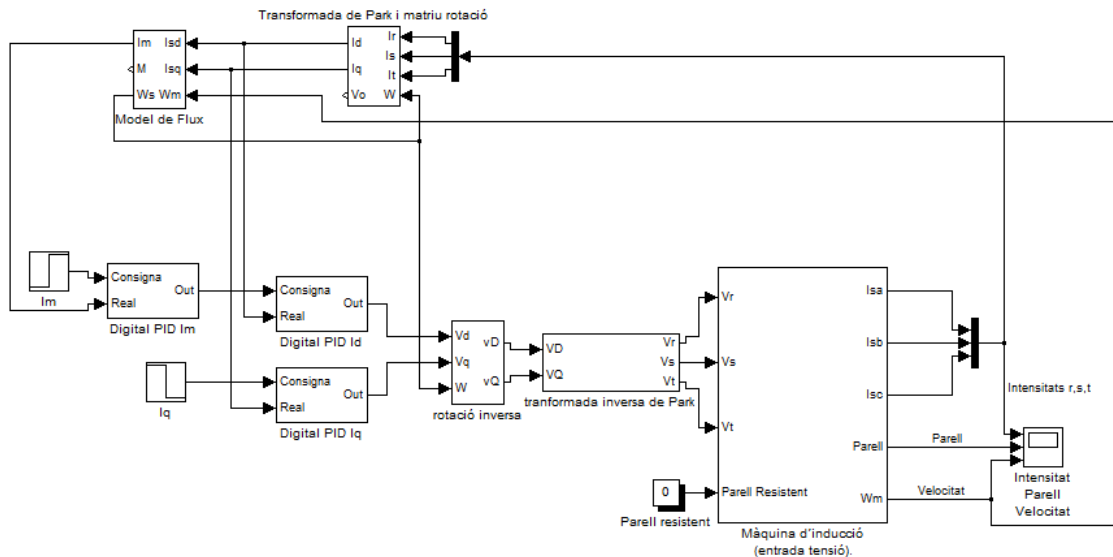 Transformada de Park i matriu rotació
Im
Isd
M
Isq
Ws
Wm
Model de Flux
Id
Ir
Is
Iq
It
Vo
W
Im
Consigna
Real
Out
Digital PID Im
Consigna
Real
Out
Digital PID Id
Iq
Consigna
Real
Out
Digital PID Iq
Vd
Vq
W
vD
vQ
rotació inversa
VD
VQ
Vr
Vs
Vt
tranformada inversa de Park
Vr
Vs
Vt
Parell Resistent
Isa
Isb
Isc
Parell
Wm
Màquina d'inducció
(entrada tensió).
0
Parell resistent
Intensitats r,s,t
Parell
Velocitat
Intensitat
Parell
Velocitat